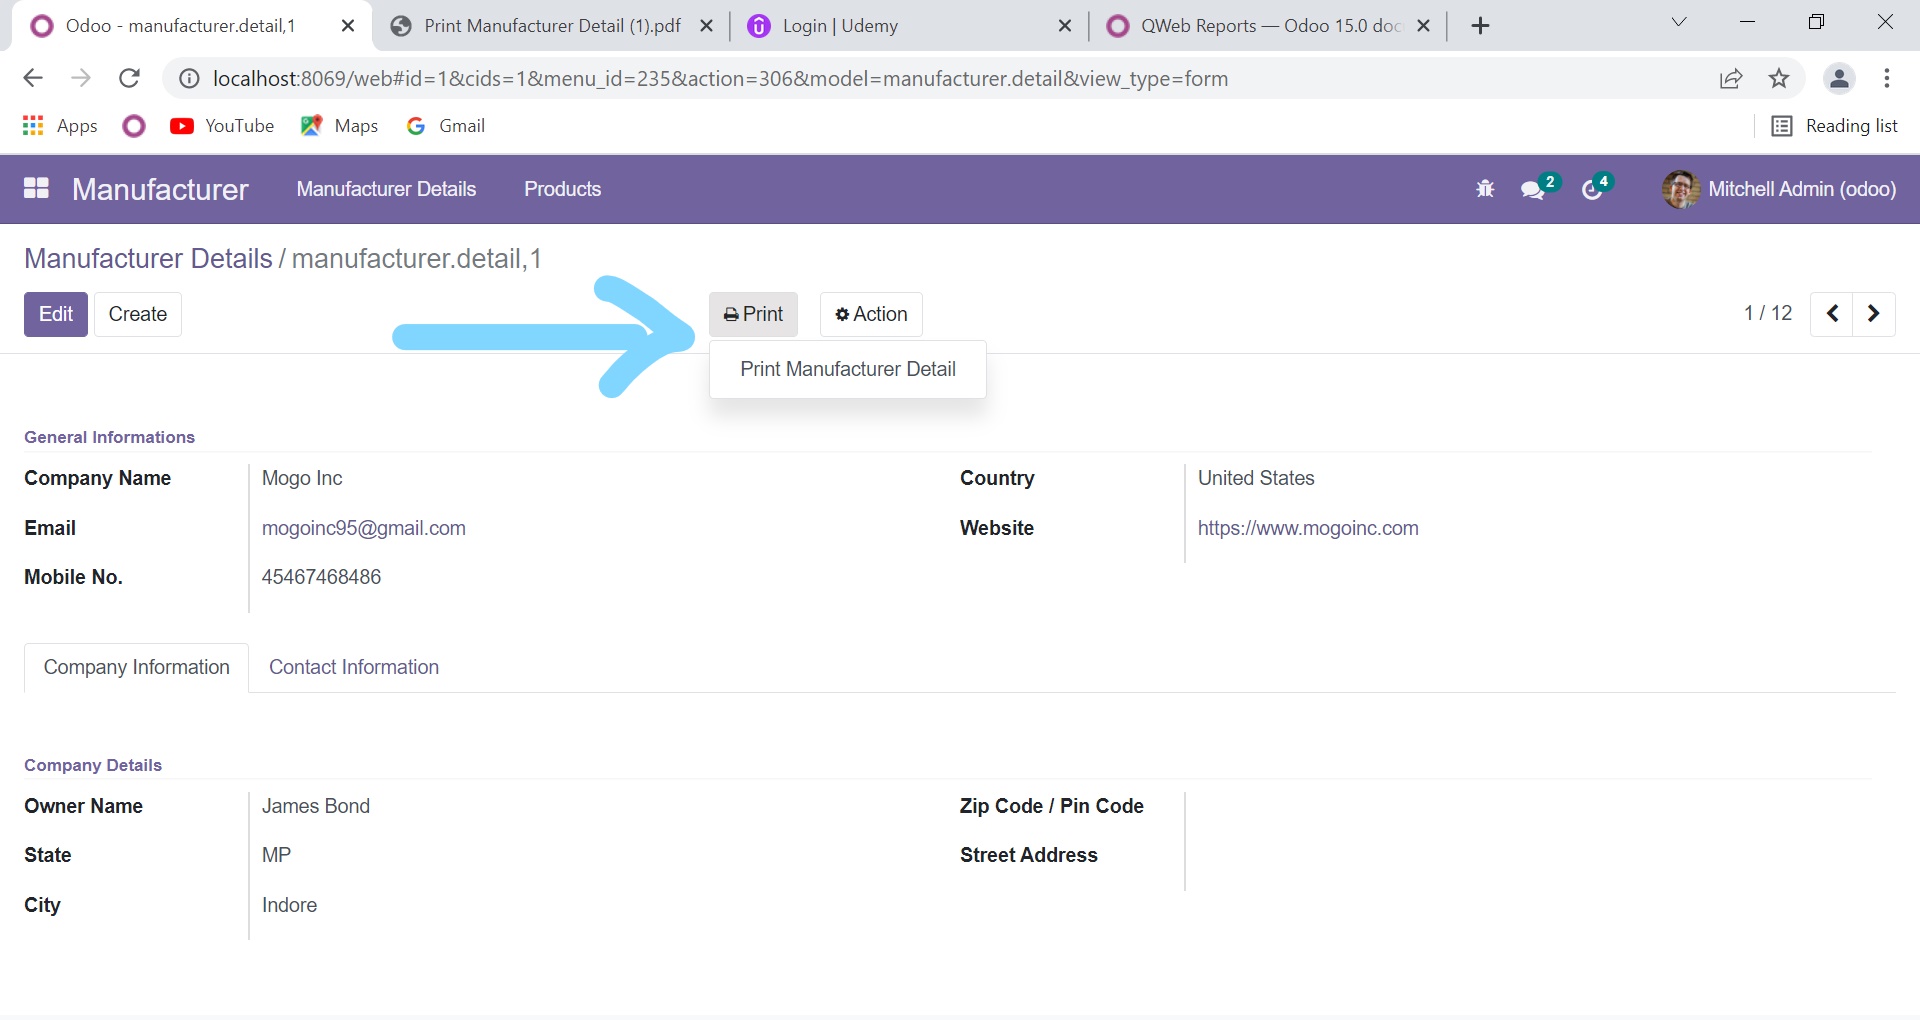 Odoo - manufacturer.detail,1
Print Manufacturer Detail (1).pdf
Login | Udemy
QWeb Reports — Odoo 15.0 doc
localhost:8069/web#id=1&cids=1&menu_id=235&action=306&model=manufacturer.detail&view_type=form
Apps
YouTube
Maps
Gmail
Reading list
Manufacturer
Manufacturer Details
Products
2
4
Mitchell Admin (odoo)
Manufacturer Details / manufacturer.detail,1
Edit
Create
Print
Action
1 / 12
Print Manufacturer Detail
General Informations
Company Name
Mogo Inc
Country
United States
Email
mogoinc95@gmail.com
Website
https://www.mogoinc.com
Mobile No.
45467468486
Company Information
Contact Information
Company Details
Owner Name
James Bond
Zip Code / Pin Code
State
MP
Street Address
City
Indore